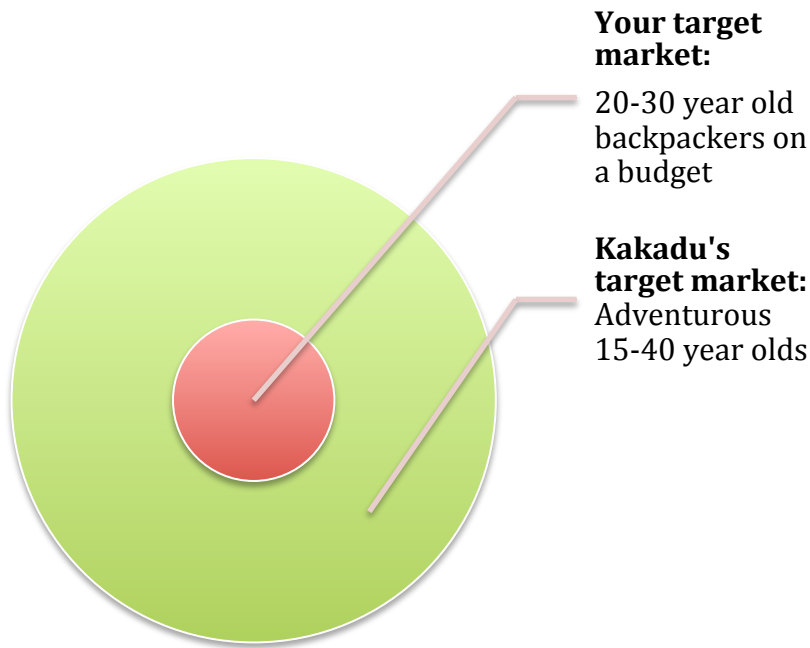 Your target
market:
20-30 year old
backpackers on
a budget
Kakadu's
target market:
Adventurous
15-40 year olds